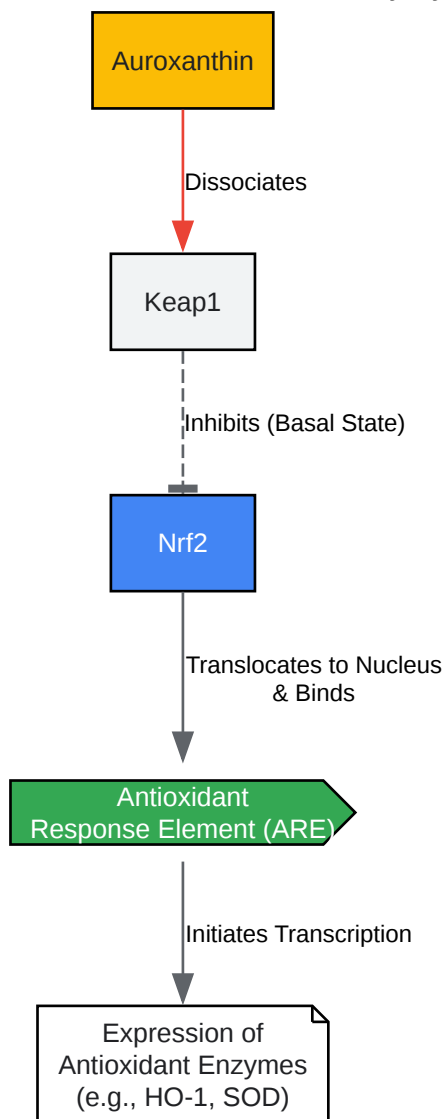 Auroxanthin
Dissociates
Keap1
Inhibits (Basal State)
Nrf2
Translocates to Nucleus
& Binds
Antioxidant
Response Element (ARE)
Initiates Transcription
Expression of
Antioxidant Enzymes
(e.g., HO-1, SOD)